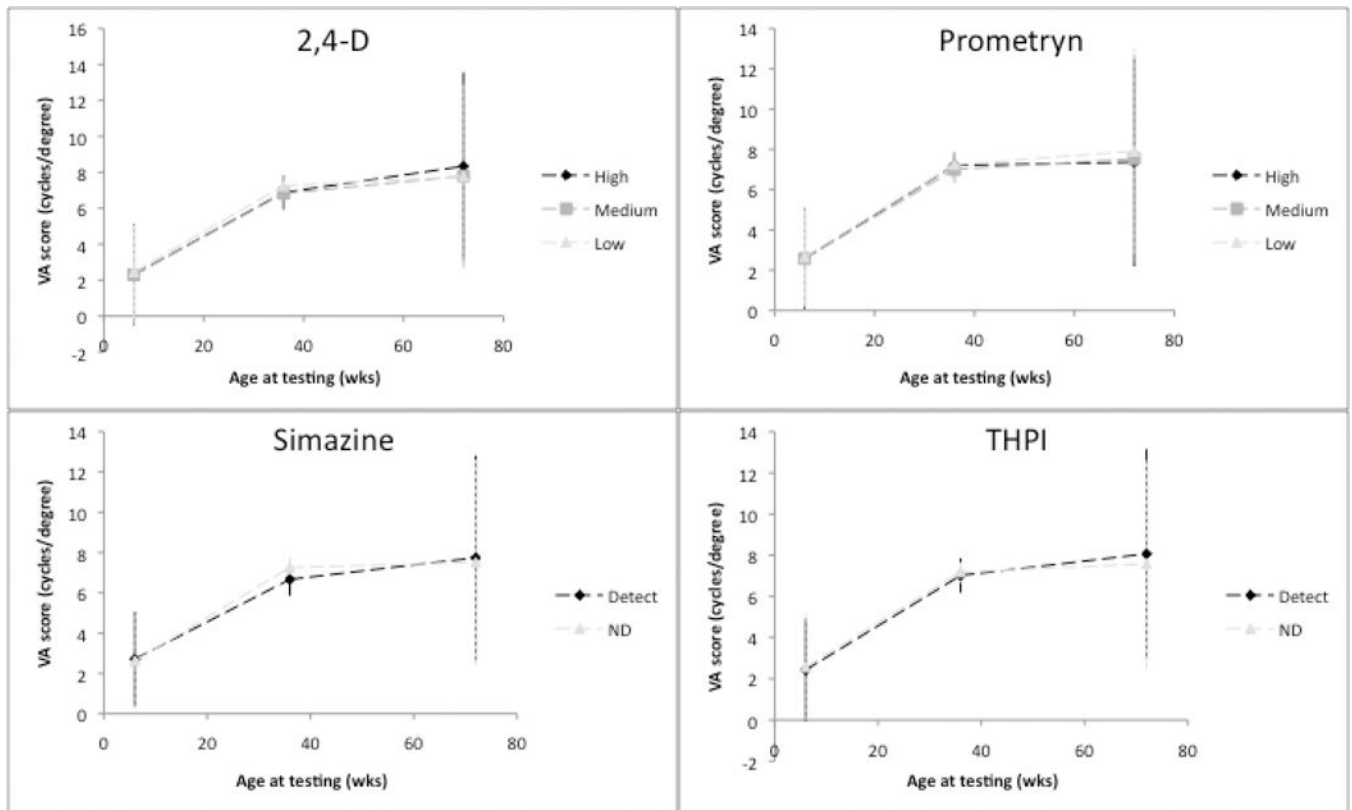 2,4-D
16
14
12
10
8
6
4
2
0
-2
0 20 40 60 80
VA score (cycles/degree)
Age at testing (wks)
High
Medium
Low
Prometryn
14
12
10
8
6
4
2
0
0 20 40 60 80
VA score (cycles/degree)
Age at testing (wks)
High
Medium
Low
Simazine
14
12
10
8
6
4
2
0
0 20 40 60 80
VA score (cycles/degree)
Age at testing (wks)
Detect
ND
THPI
14
12
10
8
6
4
2
0
-2
0 20 40 60 80
VA score (cycles/degree)
Age at testing (wks)
Detect
ND